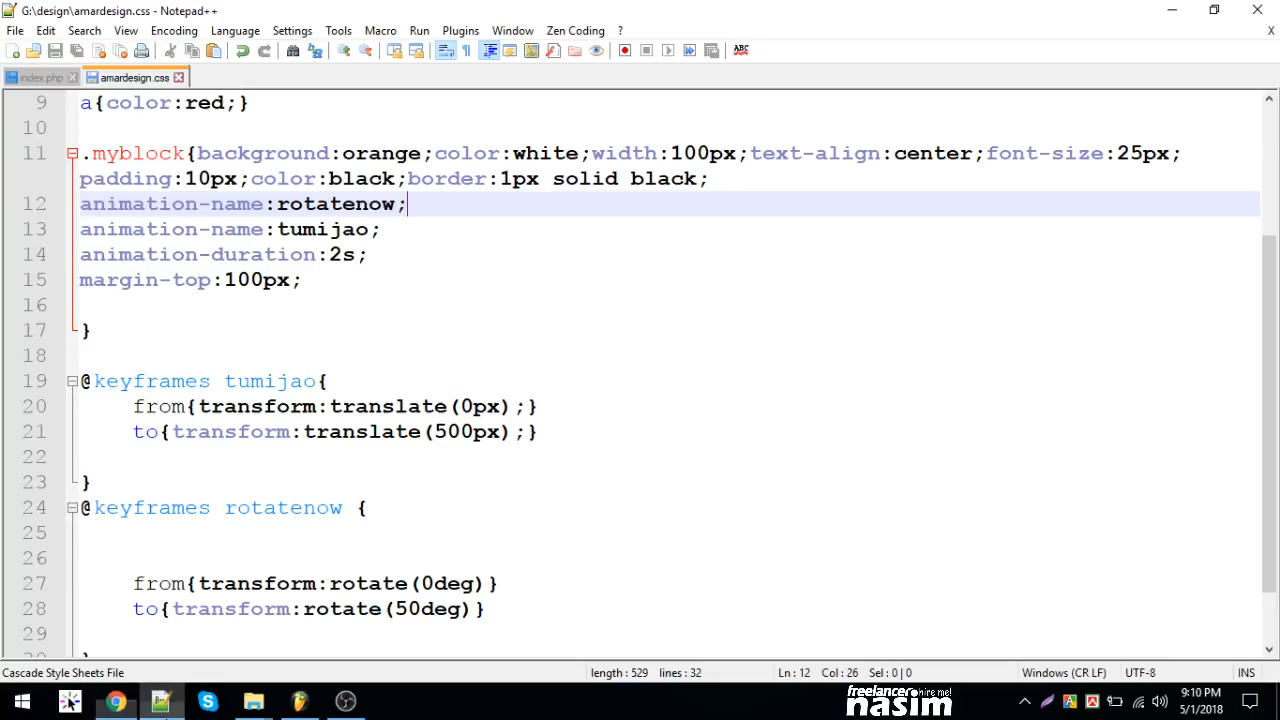 G:\design\amardesign.css - Notepad++
File Edit Search View Encoding Language Settings Tools Macro Run Plugins Window Zen Coding ? X
ABC
index.php amardesign.css
9 a{color:red;}
10
11 .myblock{background:orange;color:white;width:100px;text-align:center;font-size:25px;
padding:10px;color:black;border:1px solid black;
12 animation-name:rotatenow;
13 animation-name:tumijao;
14 animation-duration:2s;
15 margin-top:100px;
16
17 }
18
19 @keyframes tumijao{
20 from{transform:translate(0px);}
21 to{transform:translate(500px);}
22
23 }
24 @keyframes rotatenow {
25
26
27 from{transform:rotate(0deg)}
28 to{transform:rotate(50deg)}
29
Cascade Style Sheets File length : 529 lines : 32 Ln : 12 Col : 26 Sel : 0 | 0 Windows (CR LF) UTF-8 INS
freelancer hire me!
nasim
9:10 PM
5/1/2018